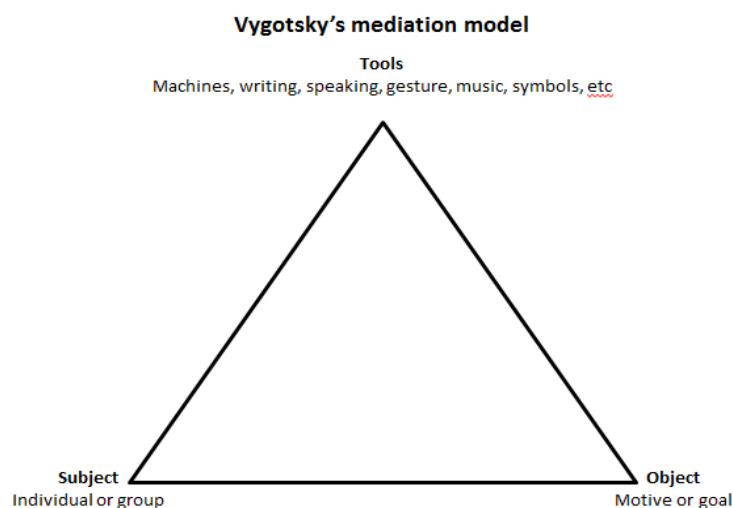 Vygotsky’s mediation model
Tools
Machines, writing, speaking, gesture, music, symbols, etc
Subject
Individual or group
Object
Motive or goal